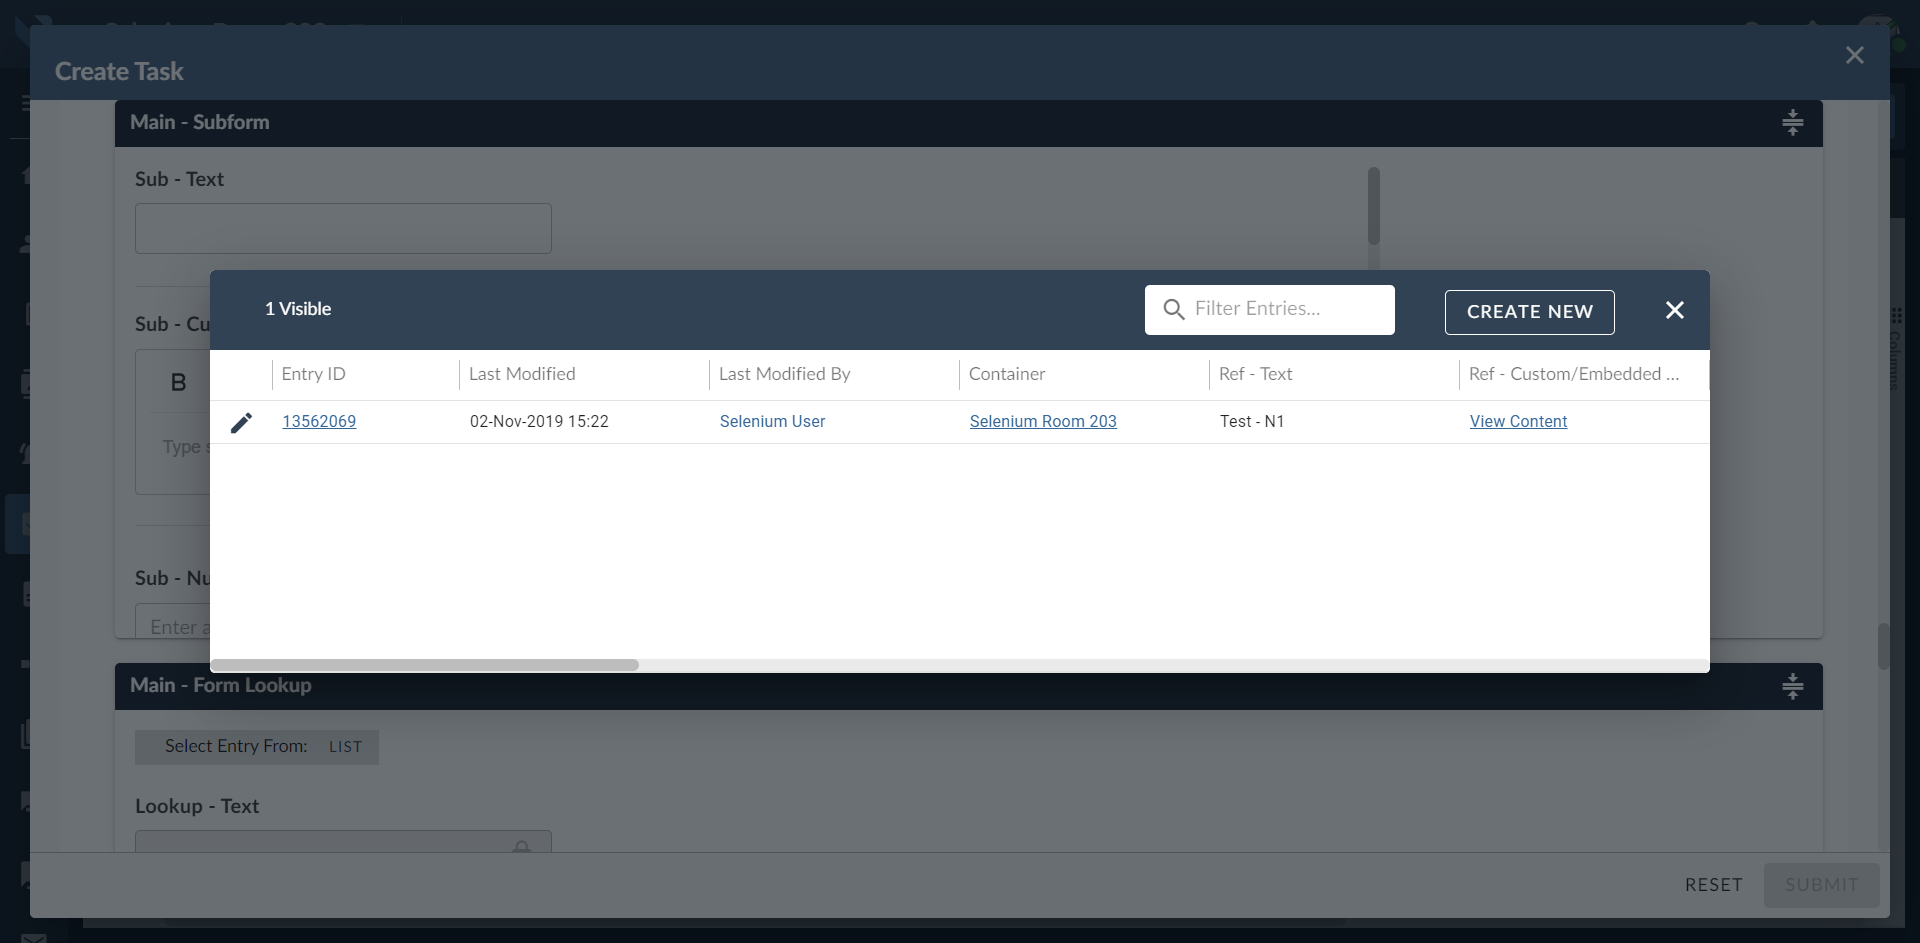 Create Task
Main - Subform
Sub - Text
1 Visible
Filter Entries...
CREATE NEW
Sub - Cu
B
Type s
Entry ID Last Modified Last Modified By Container Ref - Text Ref - Custom/Embedded ...
13562069 02-Nov-2019 15:22 Selenium User Selenium Room 203 Test - N1 View Content
Columns
Sub - Nu
Enter a
Main - Form Lookup
Select Entry From: LIST
Lookup - Text
RESET SUBMIT